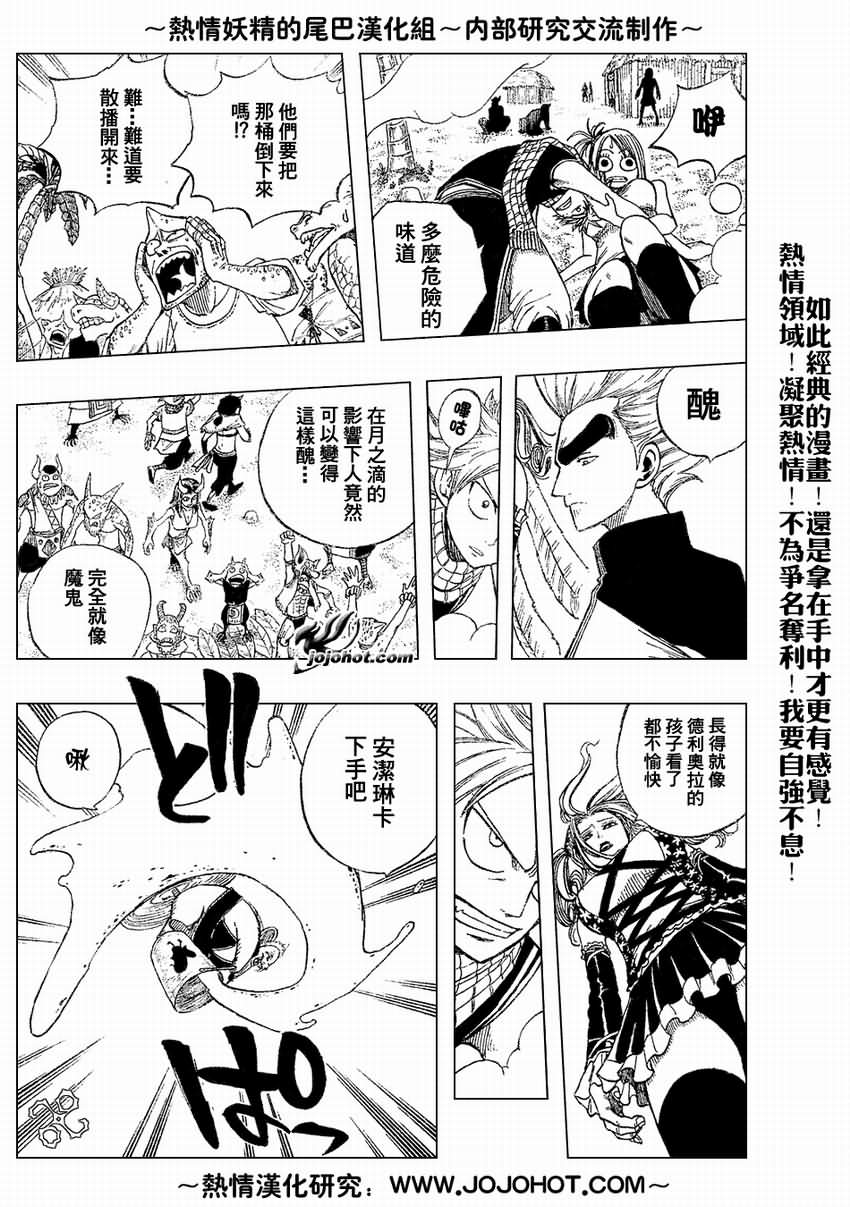 ～熱情妖精的尾巴漢化組～内部研究交流制作～
多麼危險的
味道
他們要把
那桶倒下來
嗎!?
難…難道要
散播開來…
醜
嗶咕
在月之滴的
影響下人竟然
可以變得
這樣醜…
完全就像
魔鬼
-jojohot.com
長得就像
德利奧拉的
孩子看了
都不愉快
安潔琳卡
下手吧
啾
ド
ぱっ
如此經典的漫畫！還是拿在手中才更有感覺！
熱情領域！凝聚熱情！不為爭名奪利！我要自強不息！
～熱情漢化研究：WWW.JOJOHOT.COM～